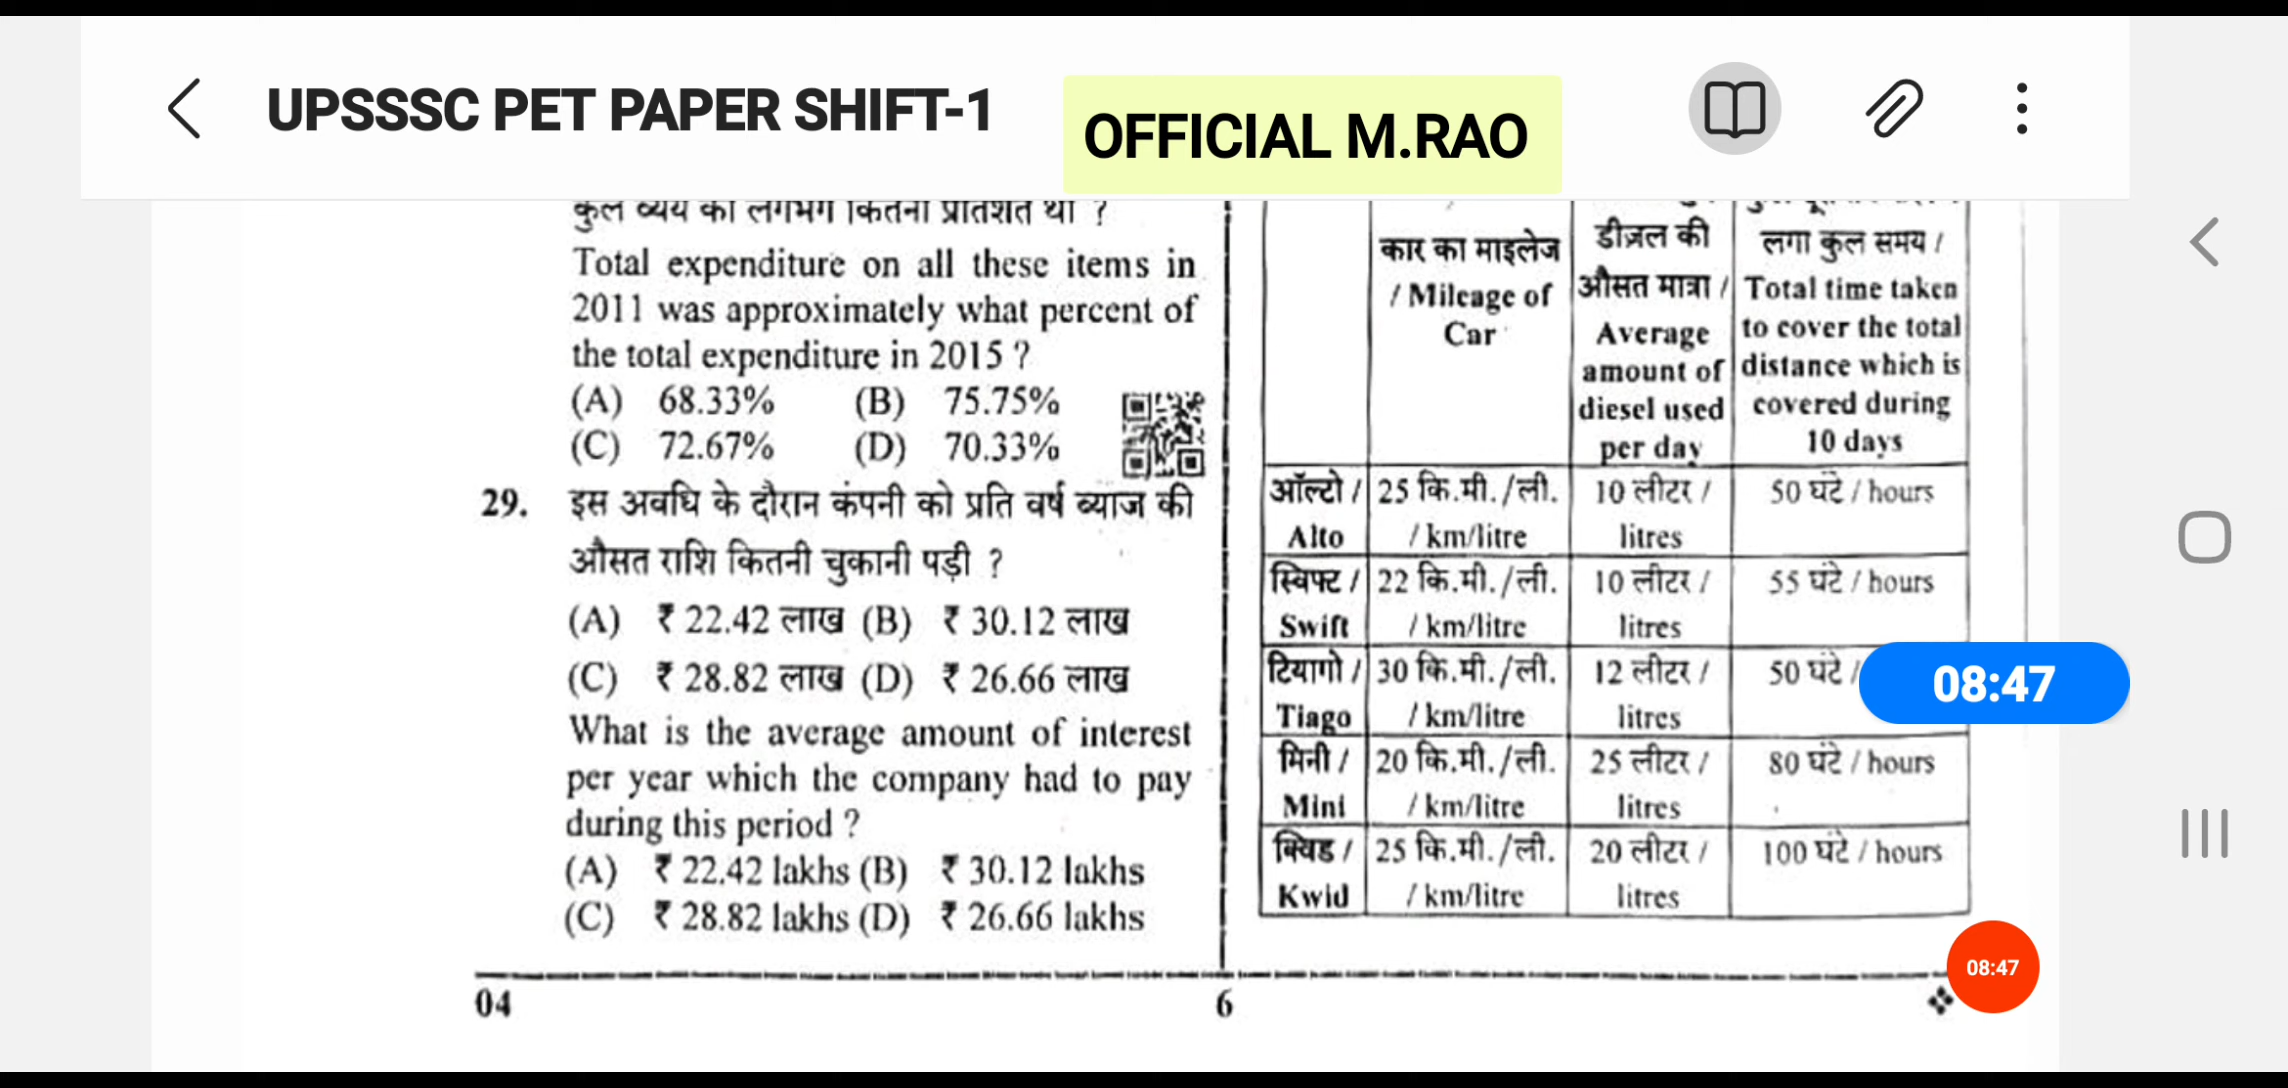 UPSSSC PET PAPER SHIFT-1
OFFICIAL M.RAO
कुल व्यय का लगभग कितना प्रतिशत था ?
Total expenditure on all these items in
2011 was approximately what percent of
the total expenditure in 2015 ?
(A) 68.33% (B) 75.75%
(C) 72.67% (D) 70.33%
29. इस अवधि के दौरान कंपनी को प्रति वर्ष ब्याज की
औसत राशि कितनी चुकानी पड़ी ?
(A) ₹ 22.42 लाख (B) ₹ 30.12 लाख
(C) ₹ 28.82 लाख (D) ₹ 26.66 लाख
What is the average amount of interest
per year which the company had to pay
during this period ?
(A) ₹ 22.42 lakhs (B) ₹ 30.12 lakhs
(C) ₹ 28.82 lakhs (D) ₹ 26.66 lakhs
04
6
कार का माइलेज
/ Mileage of
Car
डीज़ल की
औसत मात्रा /
Average
amount of
diesel used
per day
लगा कुल समय /
Total time taken
to cover the total
distance which is
covered during
10 days
ऑल्टो / 25 कि.मी./ली. 10 लीटर / 50 घंटे / hours
Alto / km/litre litres
स्विफ्ट / 22 कि.मी./ली. 10 लीटर / 55 घंटे / hours
Swift / km/litre litres
टियागो / 30 कि.मी./ली. 12 लीटर / 50 घंटे /
Tiago / km/litre litres
मिनी / 20 कि.मी./ली. 25 लीटर / 80 घंटे / hours
Mini / km/litre litres
क्विड / 25 कि.मी./ली. 20 लीटर / 100 घंटे / hours
Kwid / km/litre litres
08:47
08:47